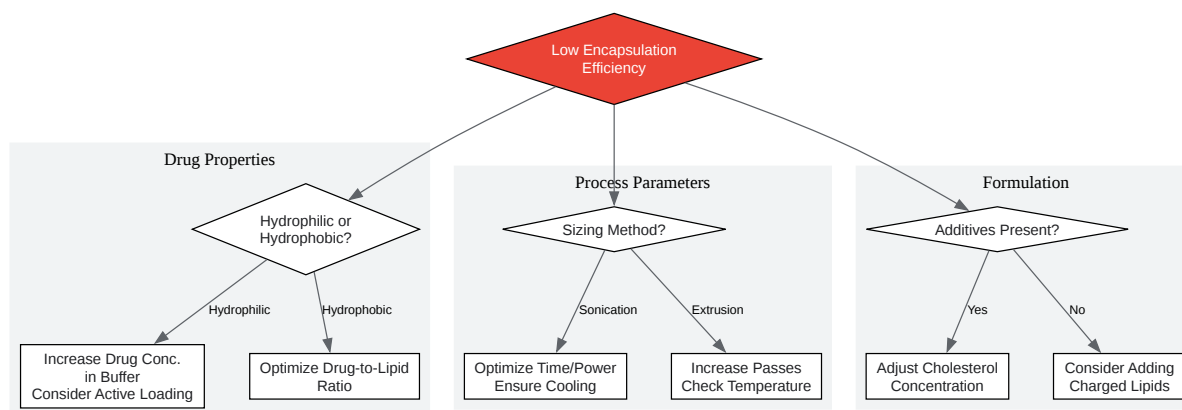 Low Encapsulation
Efficiency
Drug Properties
Process Parameters
Formulation
Hydrophilic or
Hydrophobic?
Sizing Method?
Additives Present?
Hydrophilic
Hydrophobic
Sonication
Extrusion
Yes
No
Increase Drug Conc.
in Buffer
Consider Active Loading
Optimize Drug-to-Lipid
Ratio
Optimize Time/Power
Ensure Cooling
Increase Passes
Check Temperature
Adjust Cholesterol
Concentration
Consider Adding
Charged Lipids